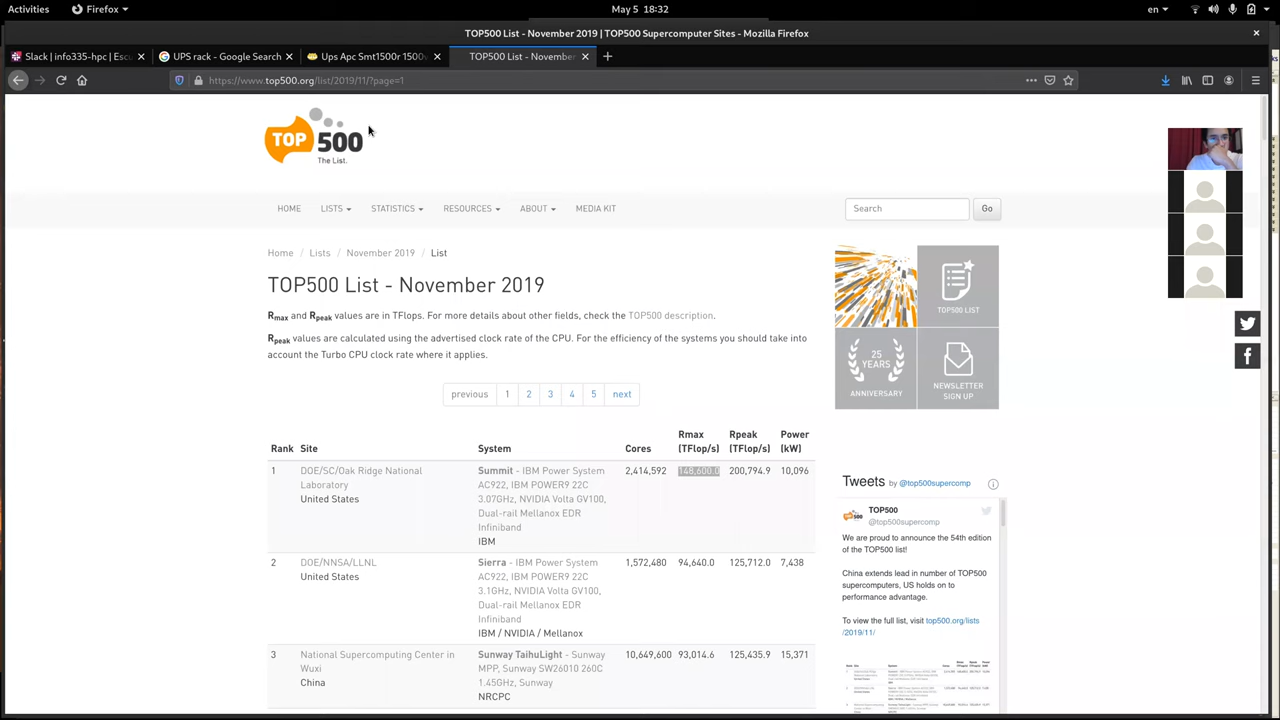 Activities
Firefox
May 5 18:32
en
TOP500 List - November 2019 | TOP500 Supercomputer Sites - Mozilla Firefox
Slack | info335-hpc | Esc
UPS rack - Google Search
Ups Apc Smt1500r 1500v
TOP500 List - November
https://www.top500.org/list/2019/11/?page=1
TOP 500
The List.
HOME
LISTS
STATISTICS
RESOURCES
ABOUT
MEDIA KIT
Search
Go
Home / Lists / November 2019 / List
TOP500 List - November 2019
Rmax and Rpeak values are in TFlops. For more details about other fields, check the TOP500 description.
Rpeak values are calculated using the advertised clock rate of the CPU. For the efficiency of the systems you should take into
account the Turbo CPU clock rate where it applies.
previous 1 2 3 4 5 next
TOP500 LIST
25
YEARS
ANNIVERSARY
NEWSLETTER
SIGN UP
Rank Site System Cores Rmax (TFlop/s) Rpeak (TFlop/s) Power (kW)
1 DOE/SC/Oak Ridge National Summit - IBM Power System 2,414,592 148,600.0 200,794.9 10,096
Laboratory AC922, IBM POWER9 22C
United States 3.07GHz, NVIDIA Volta GV100,
Dual-rail Mellanox EDR
Infiniband
IBM
2 DOE/NNSA/LLNL Sierra - IBM Power System 1,572,480 94,640.0 125,712.0 7,438
United States AC922, IBM POWER9 22C
3.1GHz, NVIDIA Volta GV100,
Dual-rail Mellanox EDR
Infiniband
IBM / NVIDIA / Mellanox
3 National Supercomputing Center in Sunway TaihuLight - Sunway 10,649,600 93,014.6 125,435.9 15,371
Wuxi MPP, Sunway SW26010 260C
China 1.45GHz, Sunway
NRCPC
Tweets by @top500supercomp
TOP500
@top500supercomp
We are proud to announce the 54th edition
of the TOP500 list!
China extends lead in number of TOP500
supercomputers, US holds on to
performance advantage.
To view the full list, visit top500.org/lists
/2019/11/